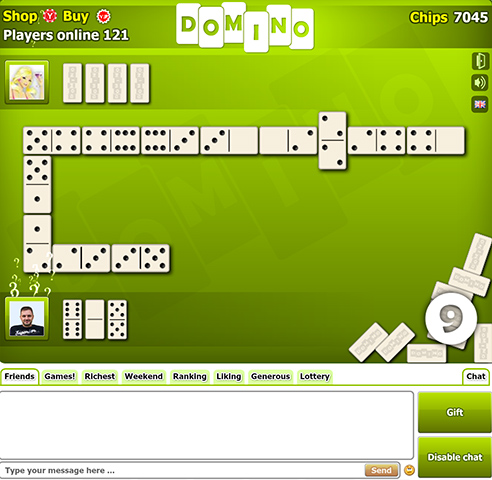 Shop Buy
Players online 121
DOMINO
Chips 7045
9
Friends Games! Richest Weekend Ranking Liking Generous Lottery Chat
Gift
Type your message here ... Send
Disable chat